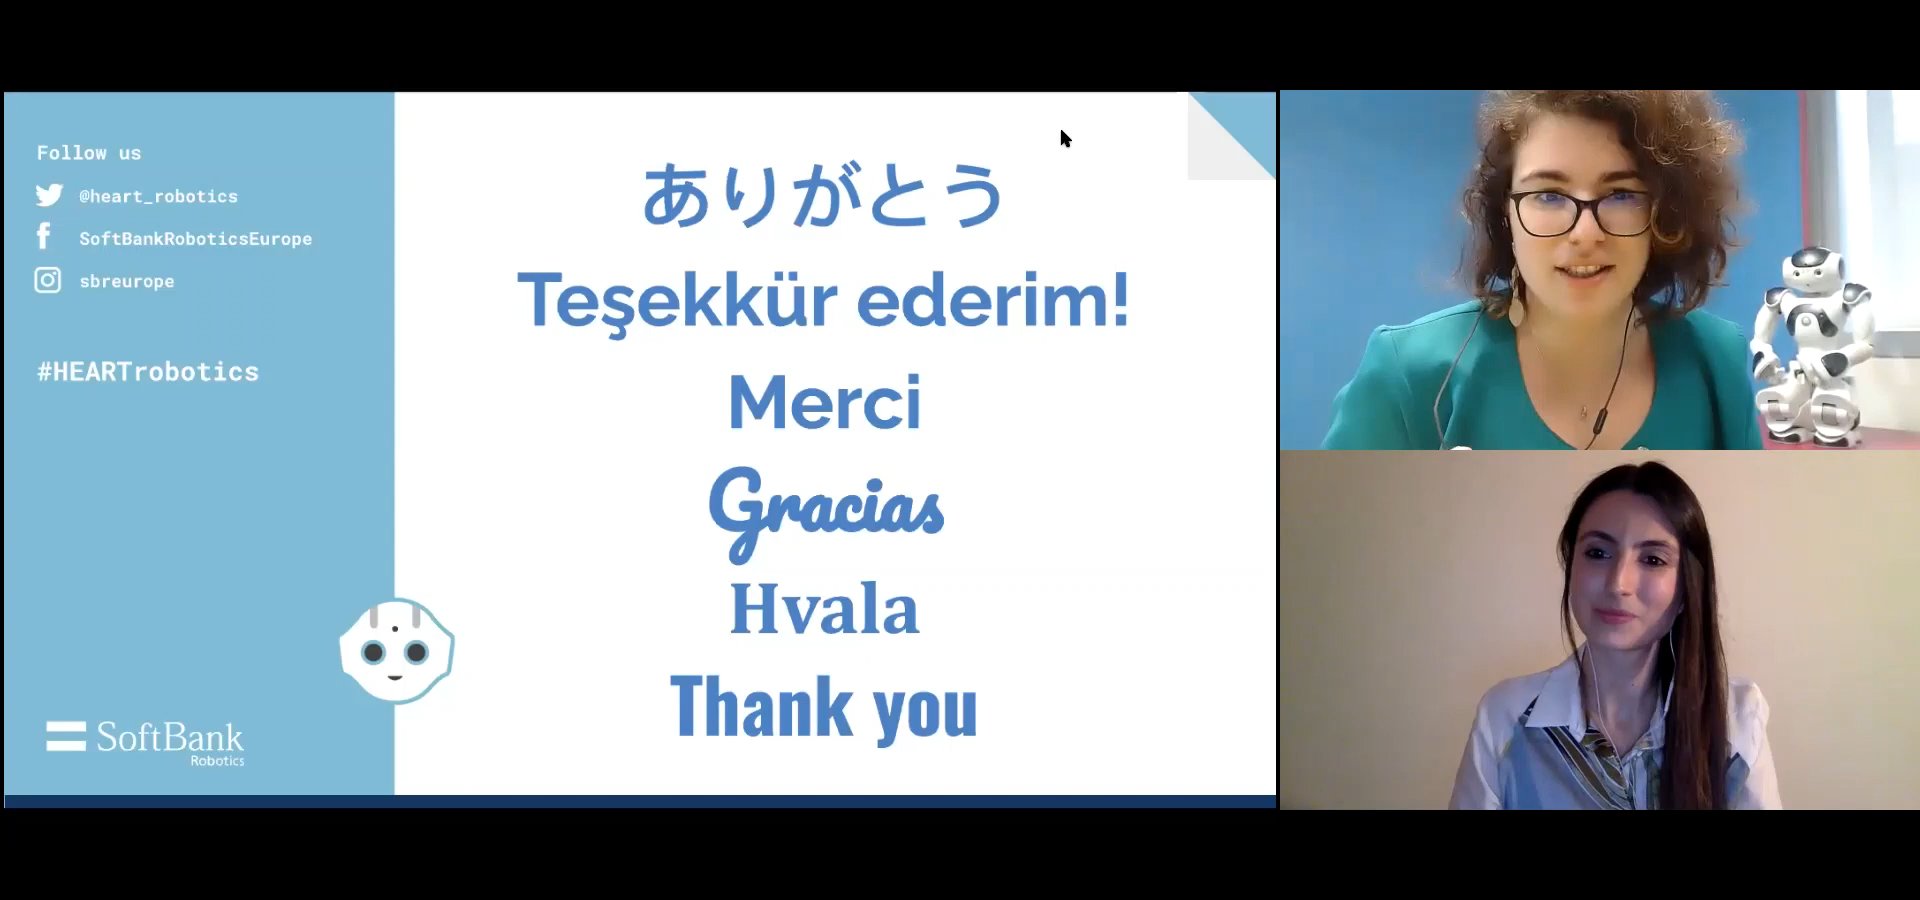 Follow us
@heart_robotics
SoftBankRoboticsEurope
sbreurope
#HEARTrobotics
SoftBank
Robotics
ありがとう
Teşekkür ederim!
Merci
Gracias
Hvala
Thank you